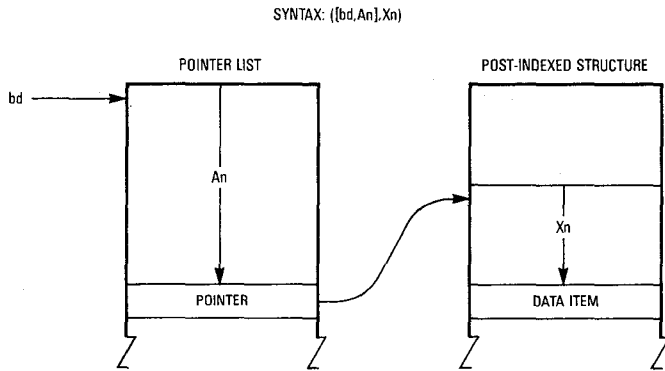 SYNTAX: ([bd,An],Xn)
POINTER LIST
POST-INDEXED STRUCTURE
bd
An
Xn
POINTER
DATA ITEM